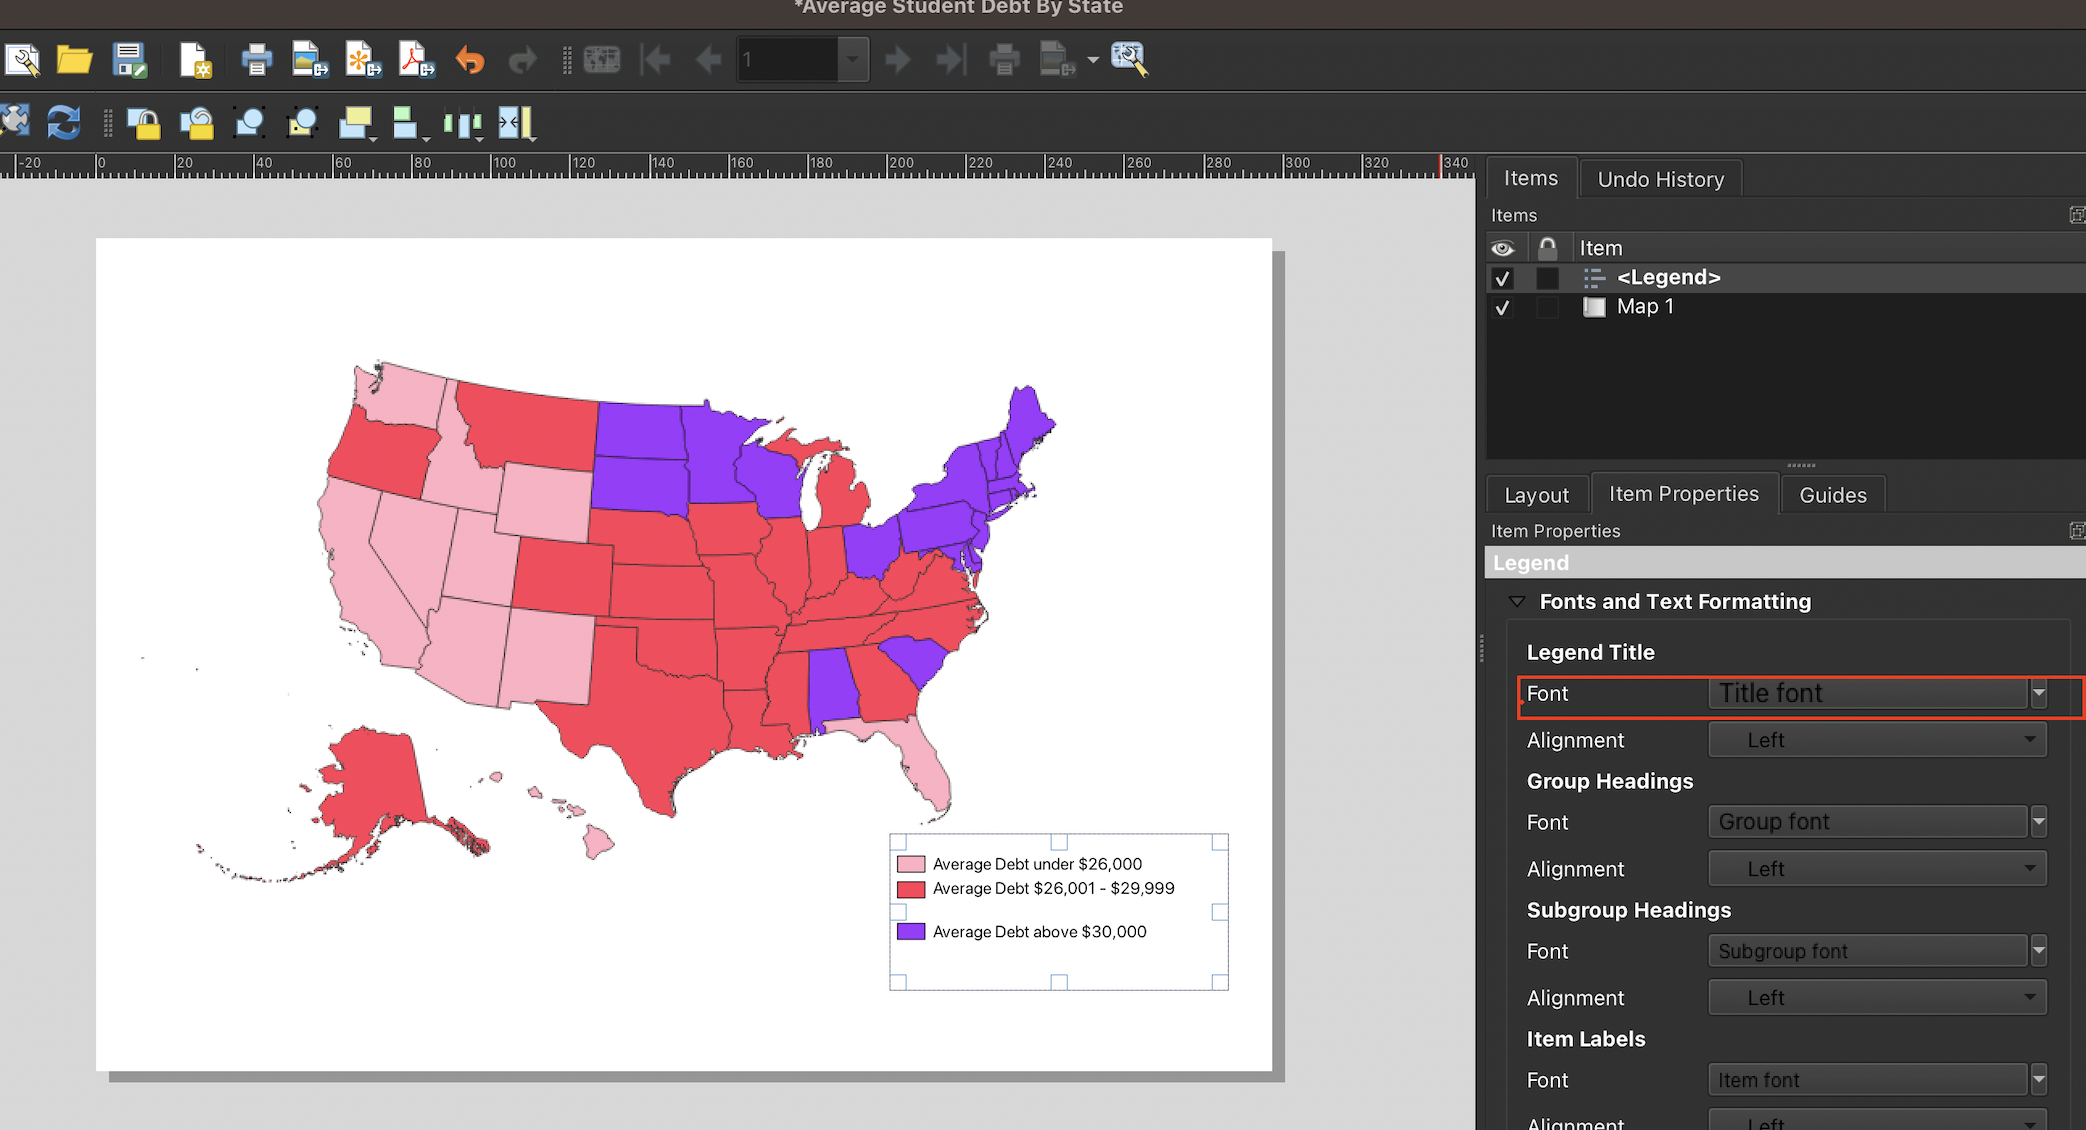 *Average Student Debt By State
1
-20 0 20 40 60 80 100 120 140 160 180 200 220 240 260 280 300 320 340
Items Undo History
Items
Item
<Legend>
Map 1
Layout Item Properties Guides
Item Properties
Legend
Fonts and Text Formatting
Legend Title
Font Title font
Alignment Left
Group Headings
Font Group font
Alignment Left
Subgroup Headings
Font Subgroup font
Alignment Left
Item Labels
Font Item font
Alignment Left
Average Debt under $26,000
Average Debt $26,001 - $29,999
Average Debt above $30,000